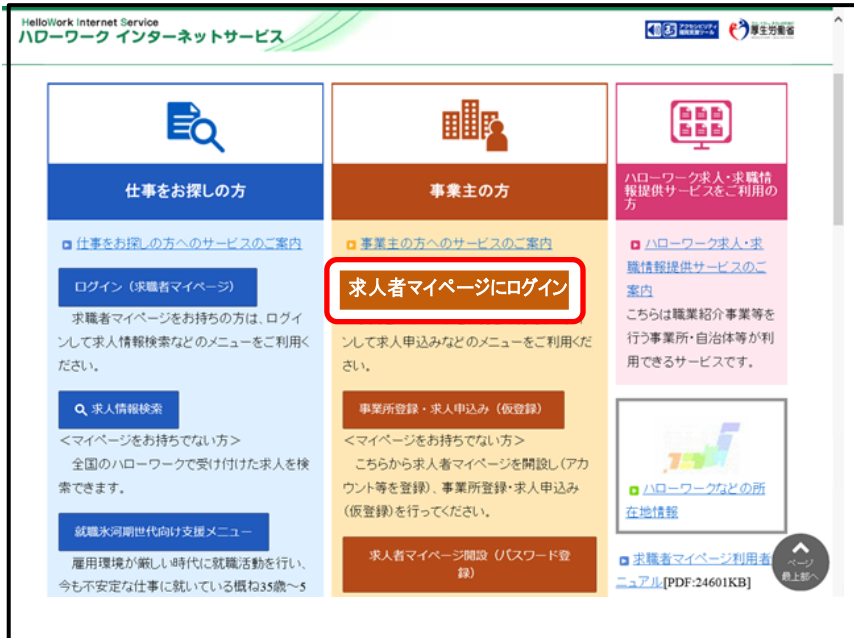 HelloWork Internet Service
ハローワーク インターネットサービス
厚生労働省
仕事をお探しの方
仕事をお探しの方へのサービスのご案内
ログイン（求職者マイページ）
求職者マイページをお持ちの方は、ログイ
ンして求人情報検索などのメニューをご利用く
ださい。
求人情報検索
＜マイページをお持ちでない方＞
全国のハローワークで受け付けた求人を検
索できます。
就職氷河期世代向け支援メニュー
雇用環境が厳しい時代に就職活動を行い、
今も不安定な仕事に就いている概ね35歳～5
事業主の方
事業主の方へのサービスのご案内
求人者マイページにログイン
ンして求人申込みなどのメニューをご利用くだ
さい。
事業所登録・求人申込み（仮登録）
＜マイページをお持ちでない方＞
こちらから求人者マイページを開設し（アカ
ウント等を登録）、事業所登録・求人申込み
（仮登録）を行ってください。
求人者マイページ開設（パスワード登
録）
ハローワーク求人・求職情
報提供サービスをご利用の
方
ハローワーク求人・求
職情報提供サービスのご
案内
こちらは職業紹介事業等を
行う事業所・自治体等が利
用できるサービスです。
ハローワークなどの所
在地情報
求職者マイページ利用者
ニュアル[PDF:24601KB]
ページ
最上部へ